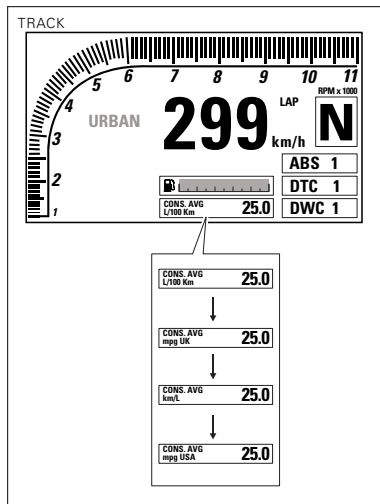 TRACK
1
2
3
4
5
6
7
8
9
10
11
RPM x 1000
URBAN
299
km/h
LAP
N
ABS 1
DTC 1
DWC 1
CONS. AVG
L/100 Km
25.0
CONS. AVG
L/100 Km
25.0
CONS. AVG
mpg UK
25.0
CONS. AVG
km/L
25.0
CONS. AVG
mpg USA
25.0